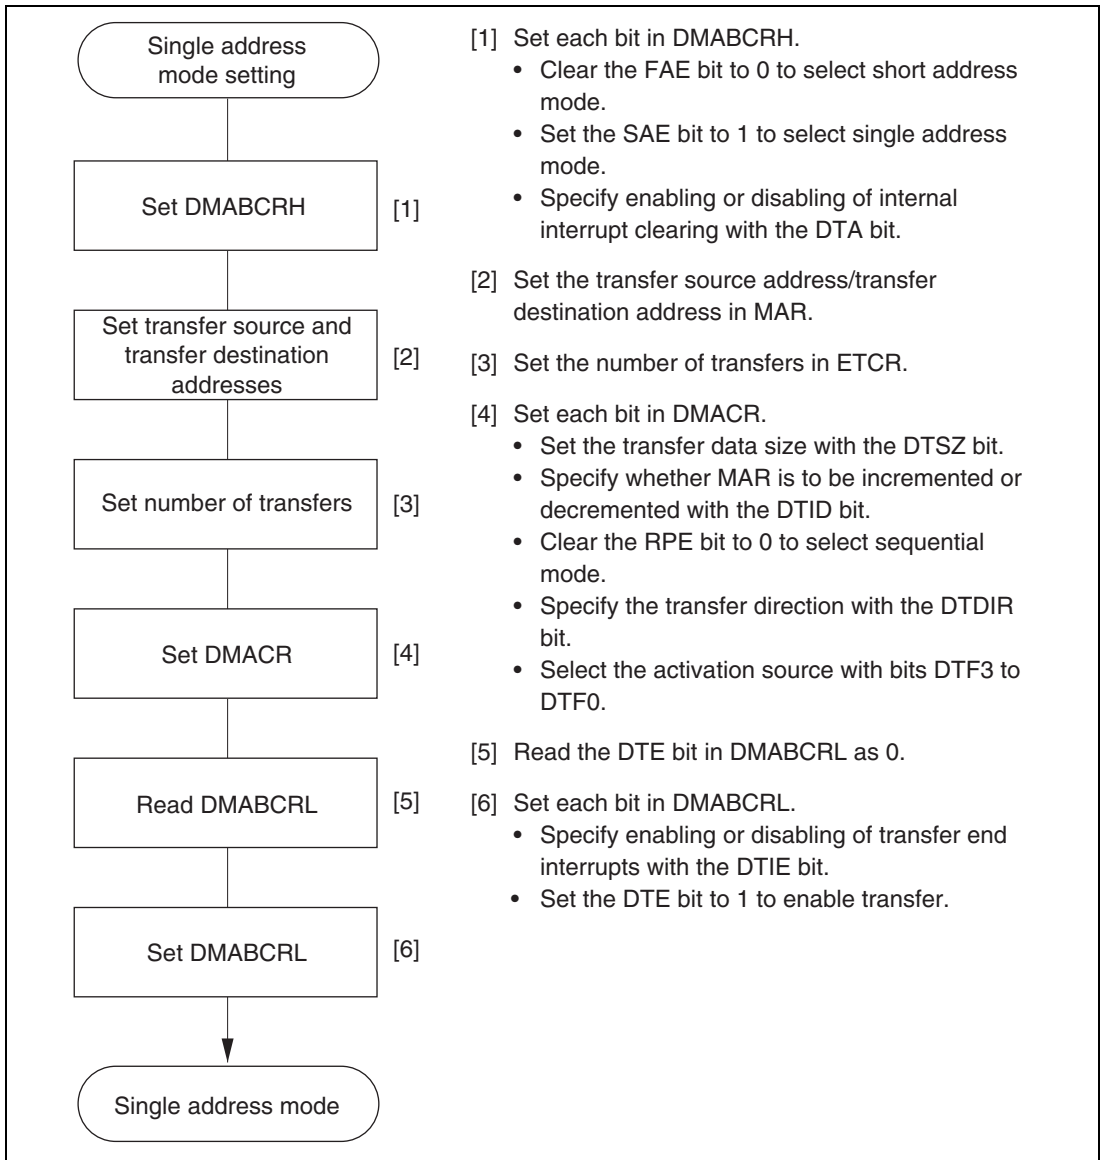 Single address
mode setting
Set DMABCRH
[1]
Set transfer source and
transfer destination
addresses
[2]
Set number of transfers
[3]
Set DMACR
[4]
Read DMABCRL
[5]
Set DMABCRL
[6]
Single address mode
[1] Set each bit in DMABCRH.
• Clear the FAE bit to 0 to select short address
mode.
• Set the SAE bit to 1 to select single address
mode.
• Specify enabling or disabling of internal
interrupt clearing with the DTA bit.
[2] Set the transfer source address/transfer
destination address in MAR.
[3] Set the number of transfers in ETCR.
[4] Set each bit in DMACR.
• Set the transfer data size with the DTSZ bit.
• Specify whether MAR is to be incremented or
decremented with the DTID bit.
• Clear the RPE bit to 0 to select sequential
mode.
• Specify the transfer direction with the DTDIR
bit.
• Select the activation source with bits DTF3 to
DTF0.
[5] Read the DTE bit in DMABCRL as 0.
[6] Set each bit in DMABCRL.
• Specify enabling or disabling of transfer end
interrupts with the DTIE bit.
• Set the DTE bit to 1 to enable transfer.